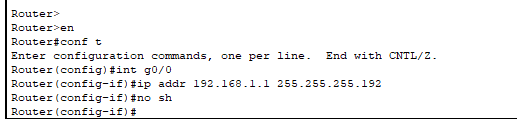 Router>
Router>en
Router#conf t
Enter configuration commands, one per line.  End with CNTL/Z.
Router(config)#int g0/0
Router(config-if)#ip addr 192.168.1.1 255.255.255.192
Router(config-if)#no sh
Router(config-if)#